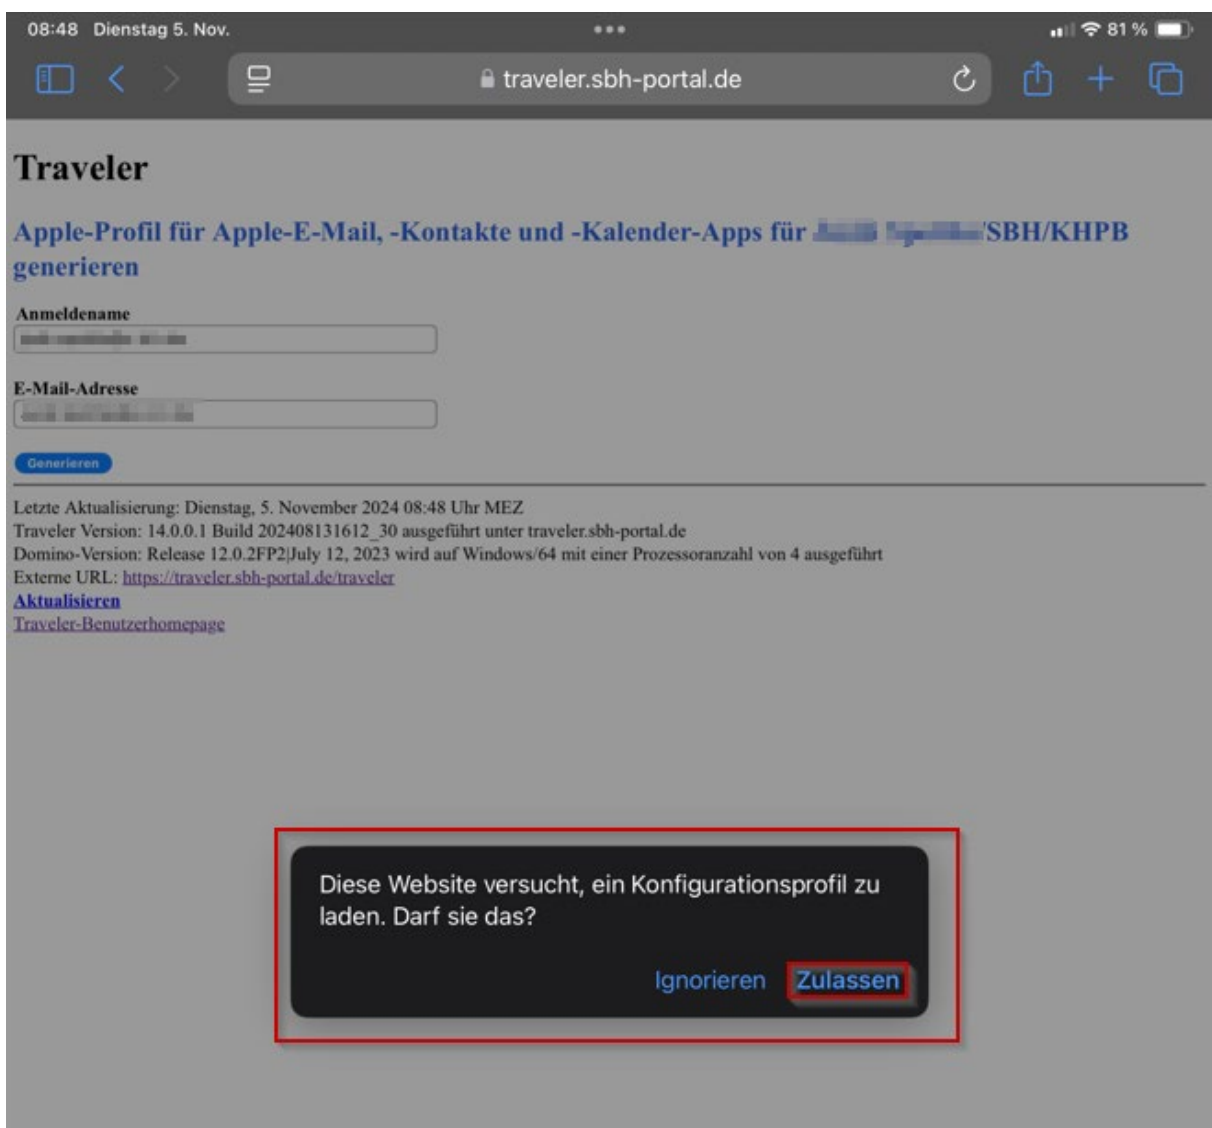 08:48 Dienstag 5. Nov.
81 %
traveler.sbh-portal.de
Traveler
Apple-Profil für Apple-E-Mail, -Kontakte und -Kalender-Apps für /SBH/KHPB
generieren
Anmeldename
E-Mail-Adresse
Generieren
Letzte Aktualisierung: Dienstag, 5. November 2024 08:48 Uhr MEZ
Traveler Version: 14.0.0.1 Build 202408131612_30 ausgeführt unter traveler.sbh-portal.de
Domino-Version: Release 12.0.2FP2|July 12, 2023 wird auf Windows/64 mit einer Prozessoranzahl von 4 ausgeführt
Externe URL: https://traveler.sbh-portal.de/traveler
Aktualisieren
Traveler-Benutzerhomepage
Diese Website versucht, ein Konfigurationsprofil zu
laden. Darf sie das?
Ignorieren Zulassen